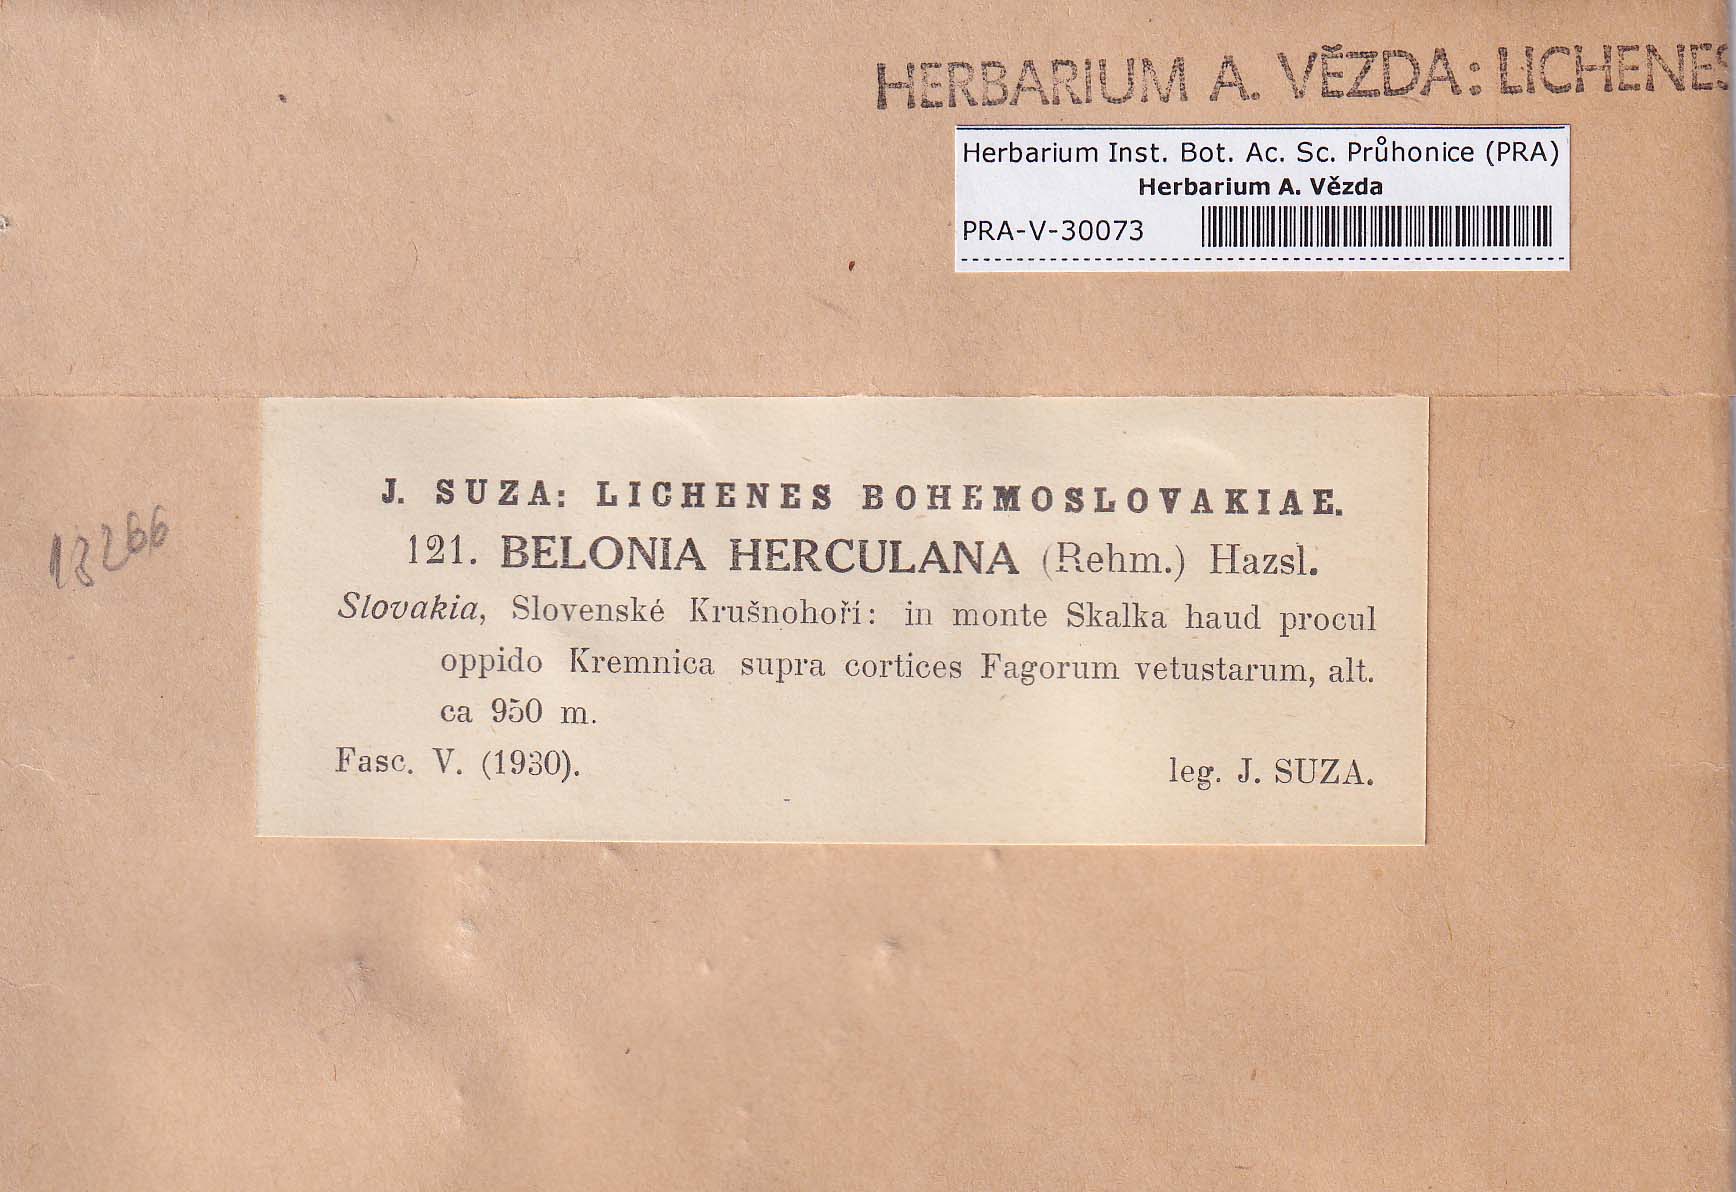 HERBARIUM A. VĚZDA: LICHENES
Herbarium Inst. Bot. Ac. Sc. Průhonice (PRA)
Herbarium A. Vězda
PRA-V-30073
J. SUZA: LICHENES BOHEMOSLOVAKIAE.
121. BELONIA HERCULANA (Rehm.) Hazsl.
Slovakia, Slovenské Krušnohoří: in monte Skalka haud procul
oppido Kremnica supra cortices Fagorum vetustarum, alt.
ca 950 m.
Fasc. V. (1930). leg. J. SUZA.
13266